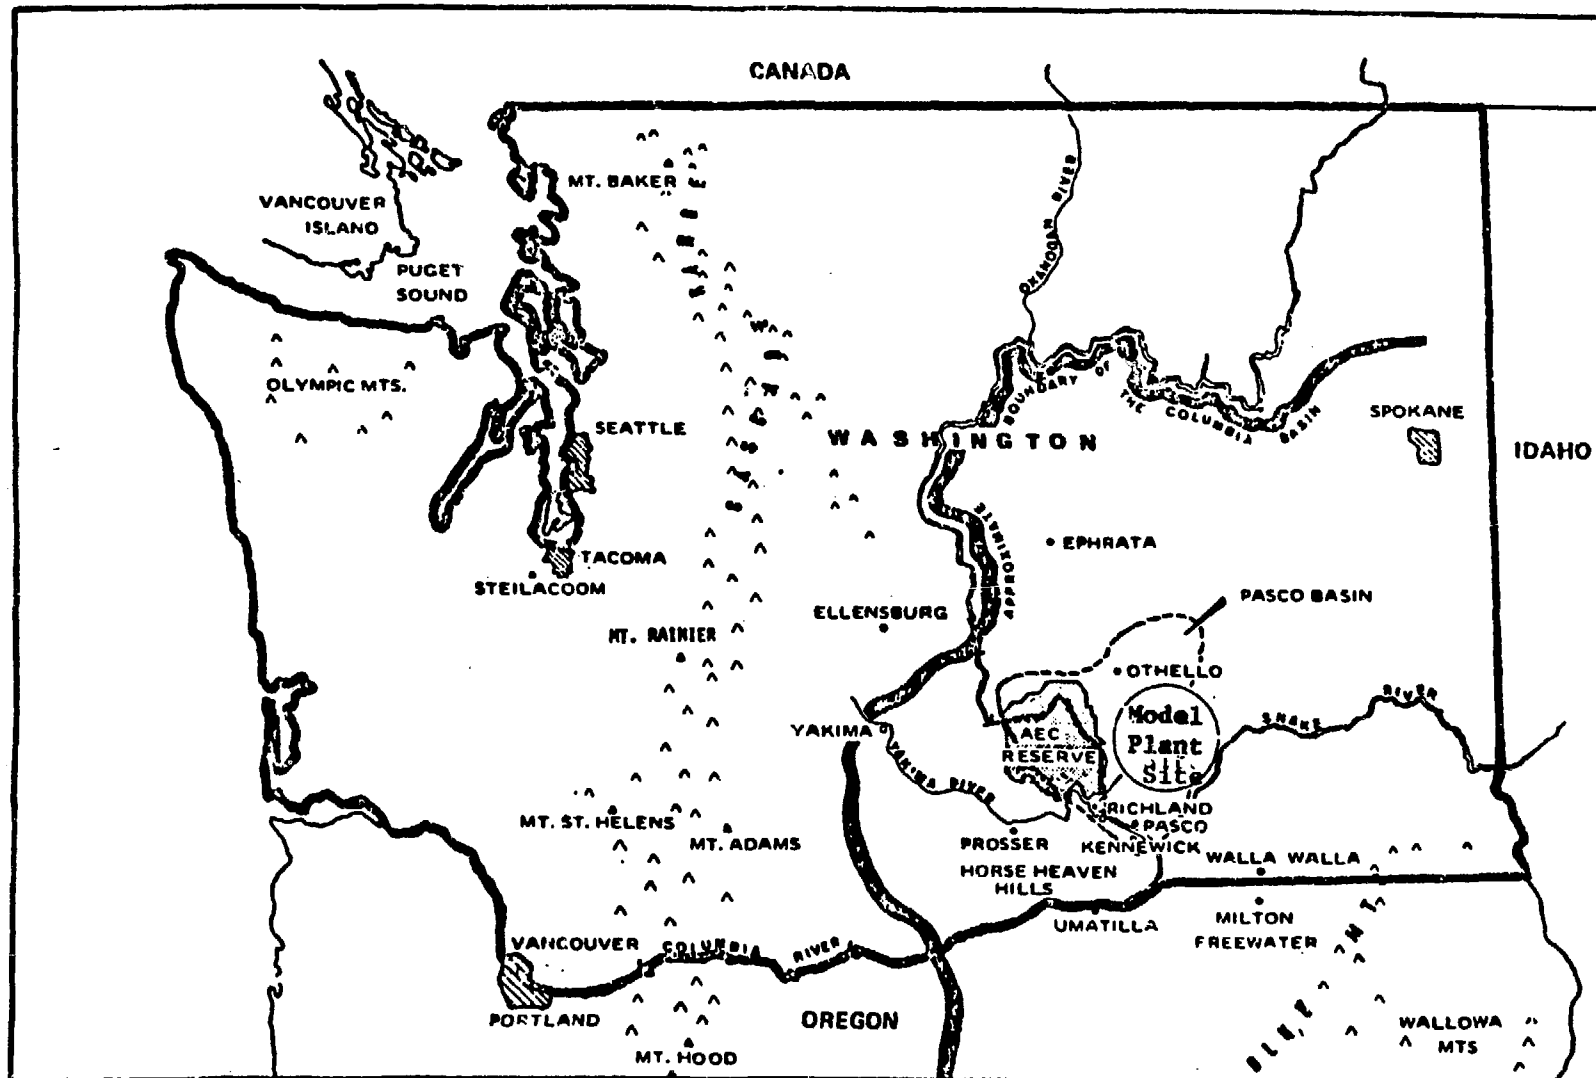 CANADA
MT. BAKER
VANCOUVER
ISLAND
PUGET
SOUND
OKANOGAN RIVER
OLYMPIC MTS.
BOUNDARY OF
THE COLUMBIA BASIN
SPOKANE
SEATTLE
WASHINGTON
IDAHO
APPROXIMATE
EPHRATA
TACOMA
STEILACOOM
ELLENSBURG
PASCO BASIN
MT. RAINIER
OTHELLO
SNAKE RIVER
YAKIMA
AEC
RESERVE
Model
Plant
Site
YAKIMA RIVER
RICHLAND
PASCO
MT. ST. HELENS
MT. ADAMS
PROSSER
KENNEWICK
WALLA WALLA
HORSE HEAVEN
HILLS
UMATILLA
MILTON
FREEWATER
VANCOUVER
COLUMBIA RIVER
PORTLAND
OREGON
MT. HOOD
WALLOWA
MTS